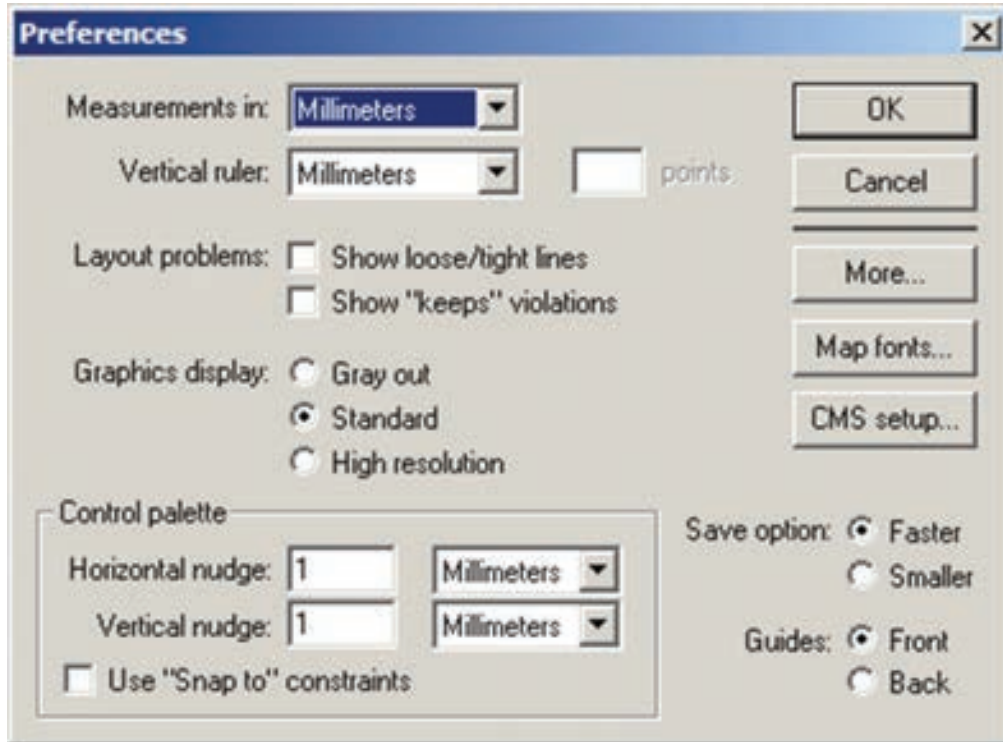 Preferences
Measurements in: Millimeters
OK
Vertical ruler: Millimeters points
Cancel
Layout problems: Show loose/tight lines
More...
Show "keeps" violations
Map fonts...
Graphics display: Gray out
Standard
CMS setup...
High resolution
Control palette
Save option: Faster
Horizontal nudge: 1 Millimeters
Smaller
Vertical nudge: 1 Millimeters
Guides: Front
Use "Snap to" constraints
Back